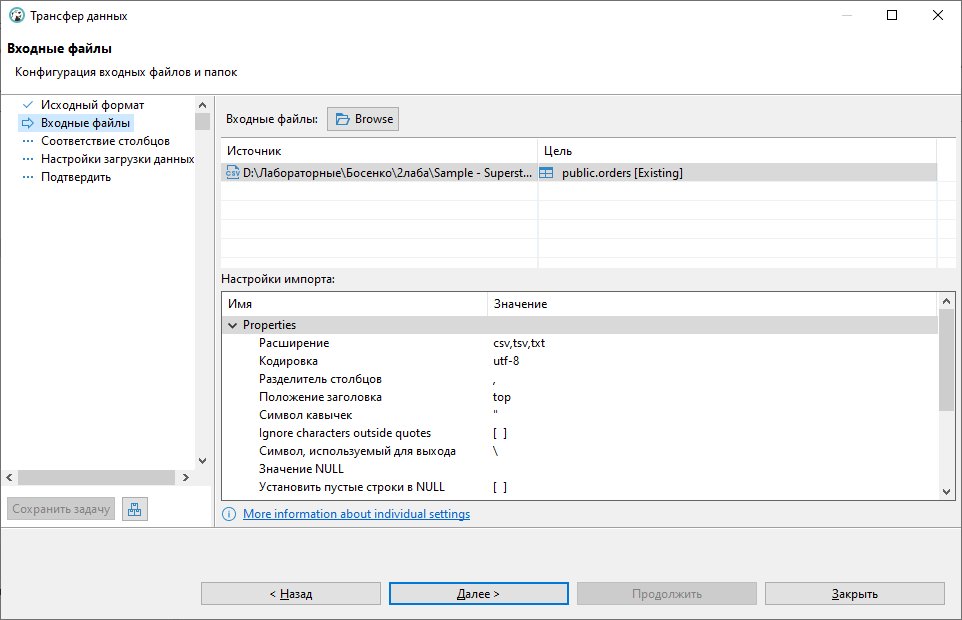 Трансфер данных
Входные файлы
Конфигурация входных файлов и папок
Исходный формат
Входные файлы
Соответствие столбцов
Настройки загрузки данных
Подтвердить
Сохранить задачу
Входные файлы: Browse
Источник Цель
CSV D:\Лабораторные\Босенко\2лаба\Sample - Superst... public.orders [Existing]
Настройки импорта:
Имя Значение
Properties
Расширение csv,tsv,txt
Кодировка utf-8
Разделитель столбцов ,
Положение заголовка top
Символ кавычек "
Ignore characters outside quotes [ ]
Символ, используемый для выхода \
Значение NULL
Установить пустые строки в NULL [ ]
More information about individual settings
< Назад Далее > Продолжить Закрыть